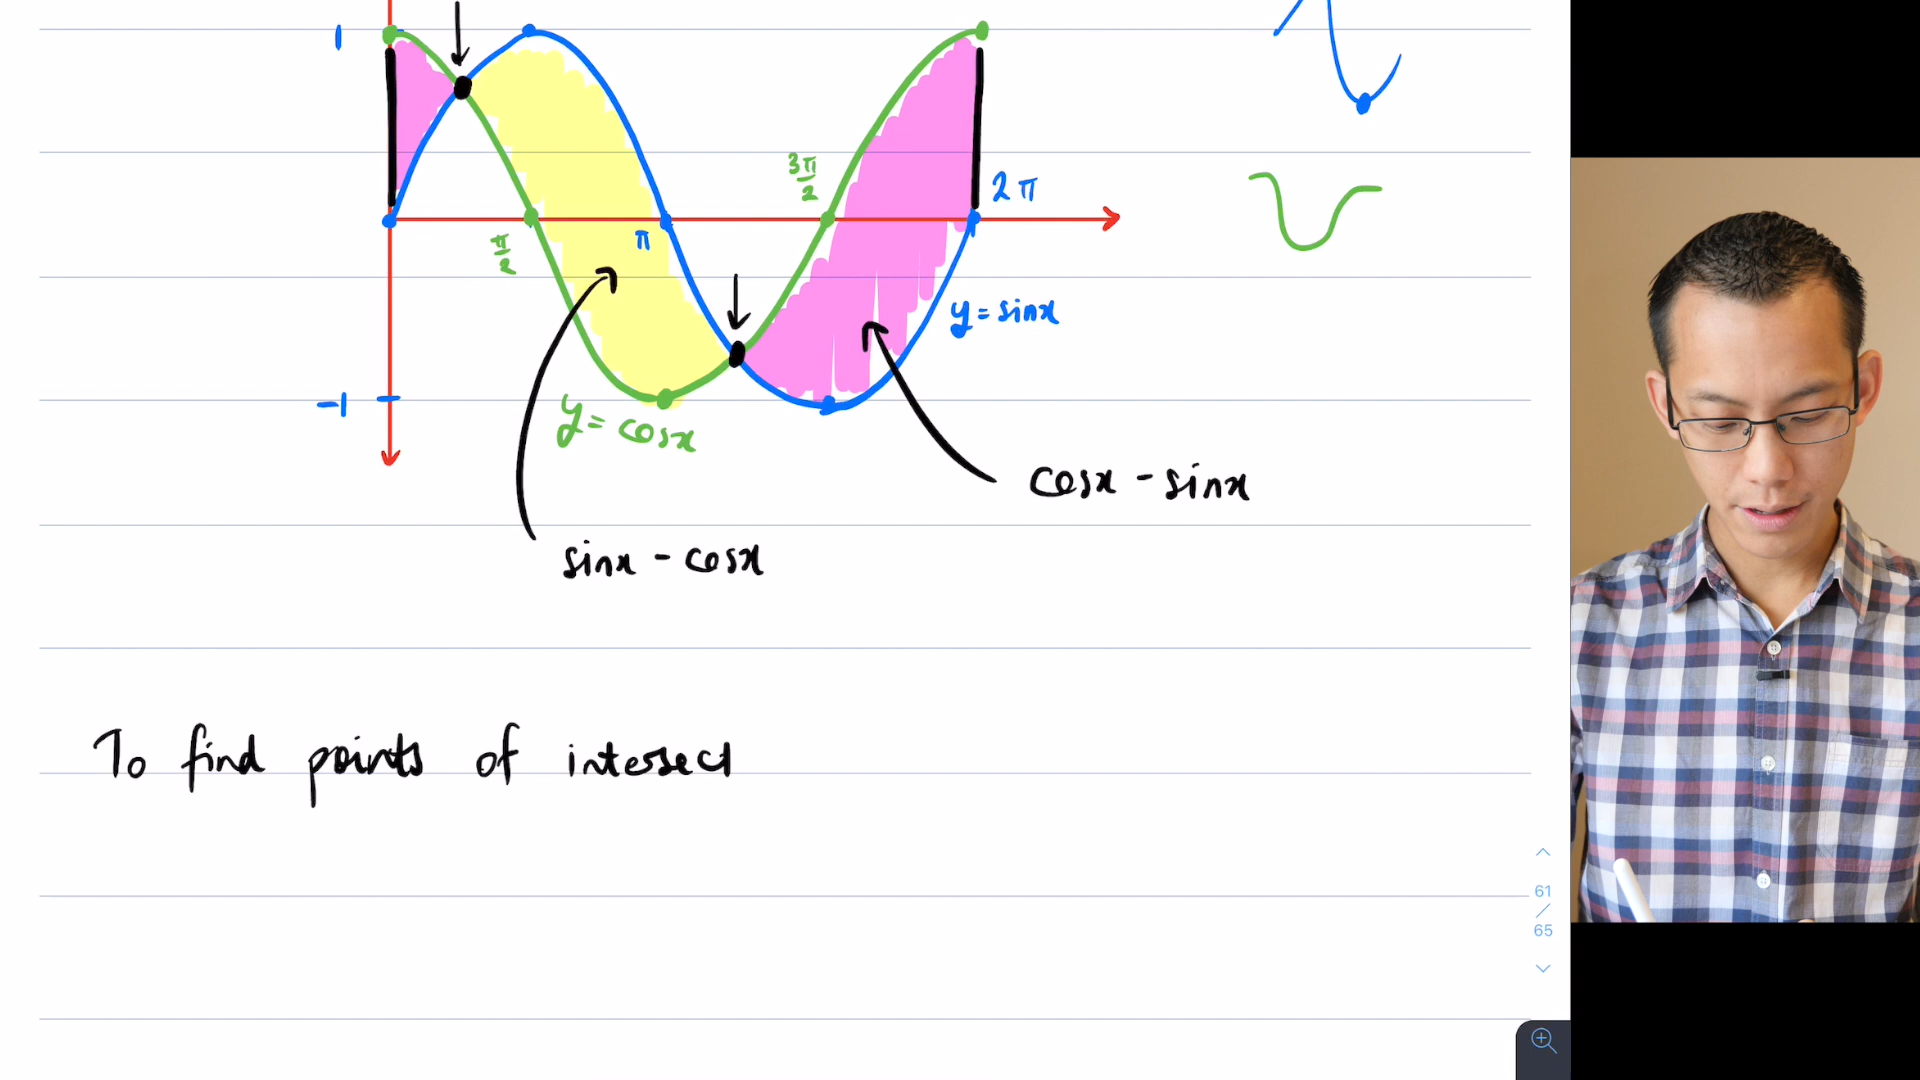 1
3π/2
2π
π/2
π
y = sinx
-1
y = cosx
cosx - sinx
sinx - cosx
To find points of intersect
61
/
65